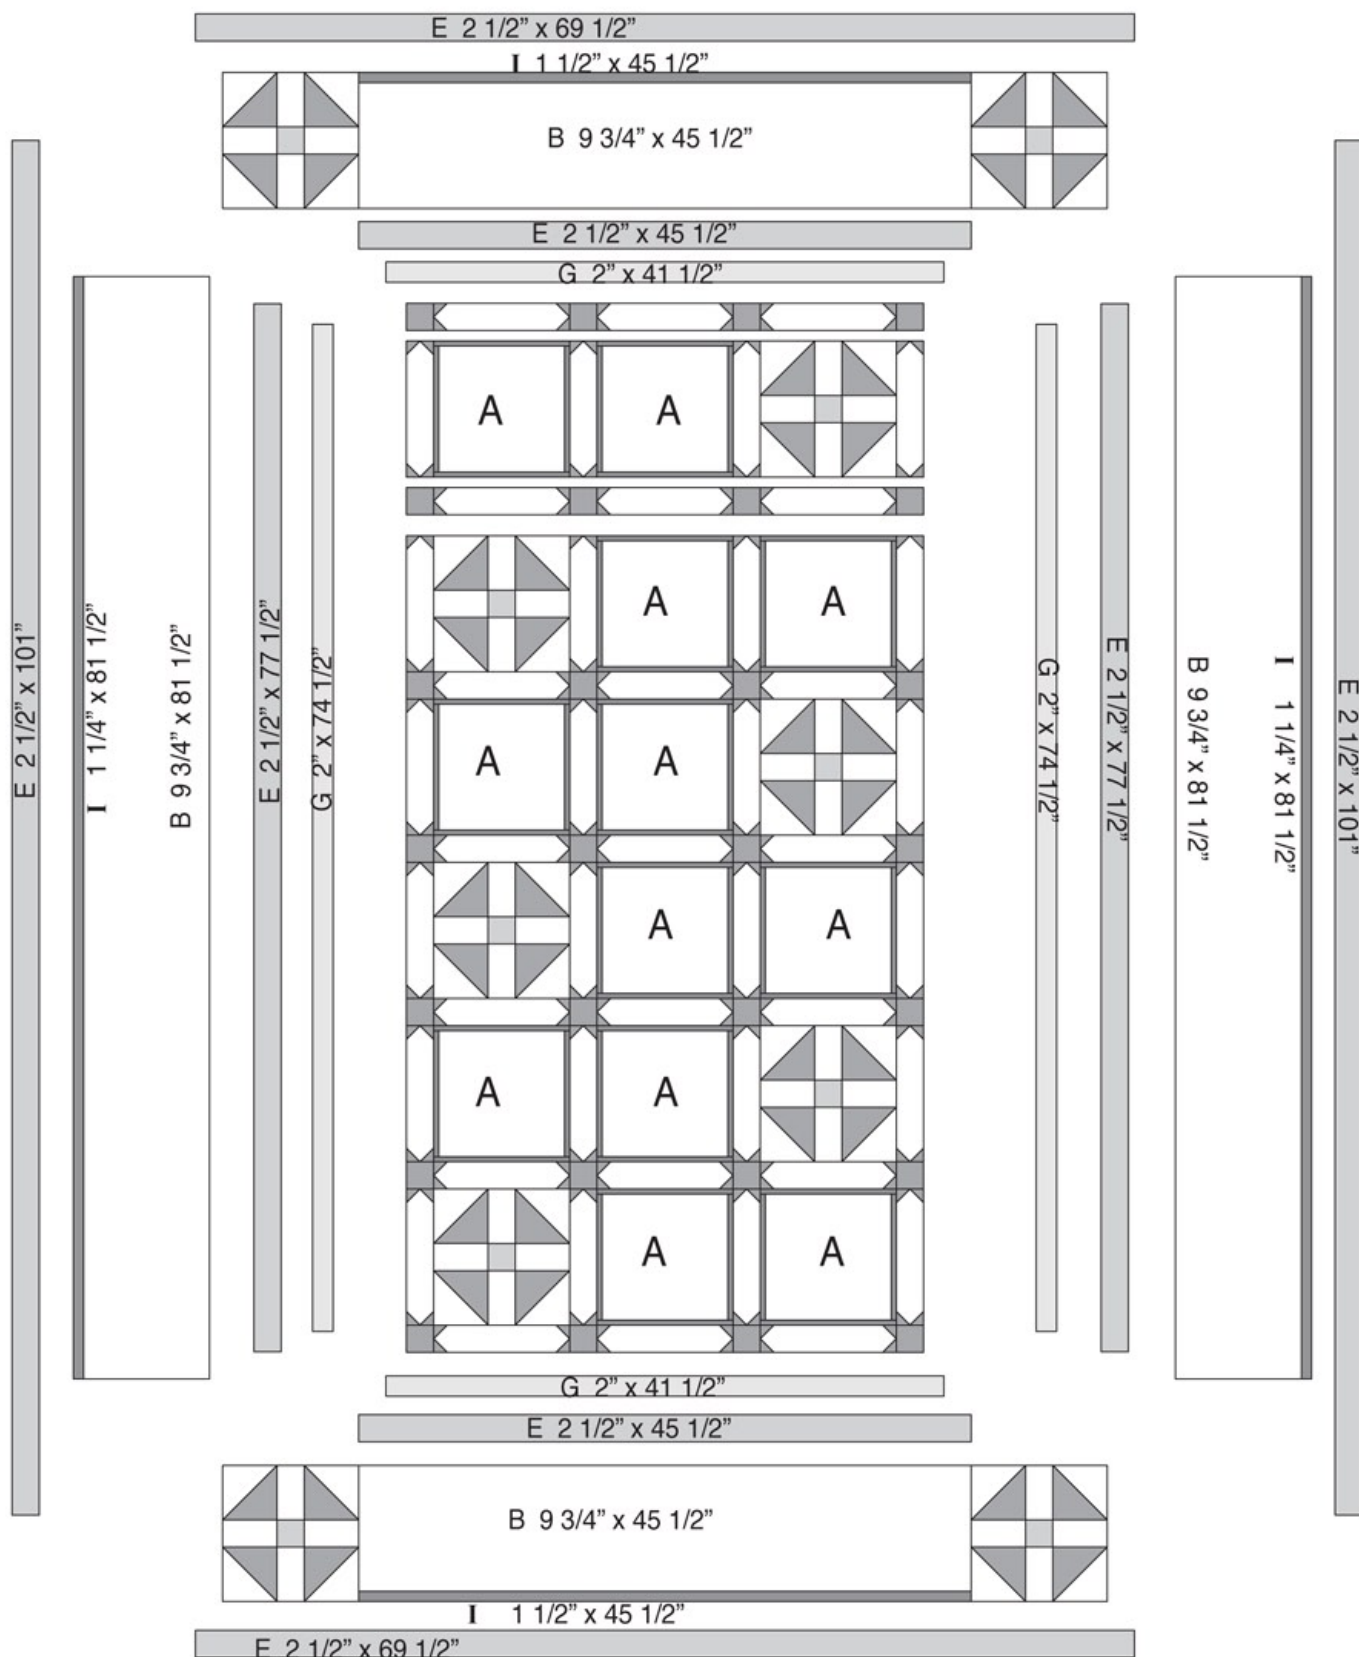 E 2 1/2” x 69 1/2”
I 1 1/2” x 45 1/2”
B 9 3/4” x 45 1/2”
E 2 1/2” x 45 1/2”
G 2” x 41 1/2”
A A
A A
E 2 1/2” x 101”
I 1 1/4” x 81 1/2”
B 9 3/4” x 81 1/2”
E 2 1/2” x 77 1/2”
G 2” x 74 1/2”
A A
G 2” x 74 1/2”
E 2 1/2” x 77 1/2”
B 9 3/4” x 81 1/2”
I 1 1/4” x 81 1/2”
E 2 1/2” x 101”
A A
A A
A A
G 2” x 41 1/2”
E 2 1/2” x 45 1/2”
B 9 3/4” x 45 1/2”
I 1 1/2” x 45 1/2”
E 2 1/2” x 69 1/2”